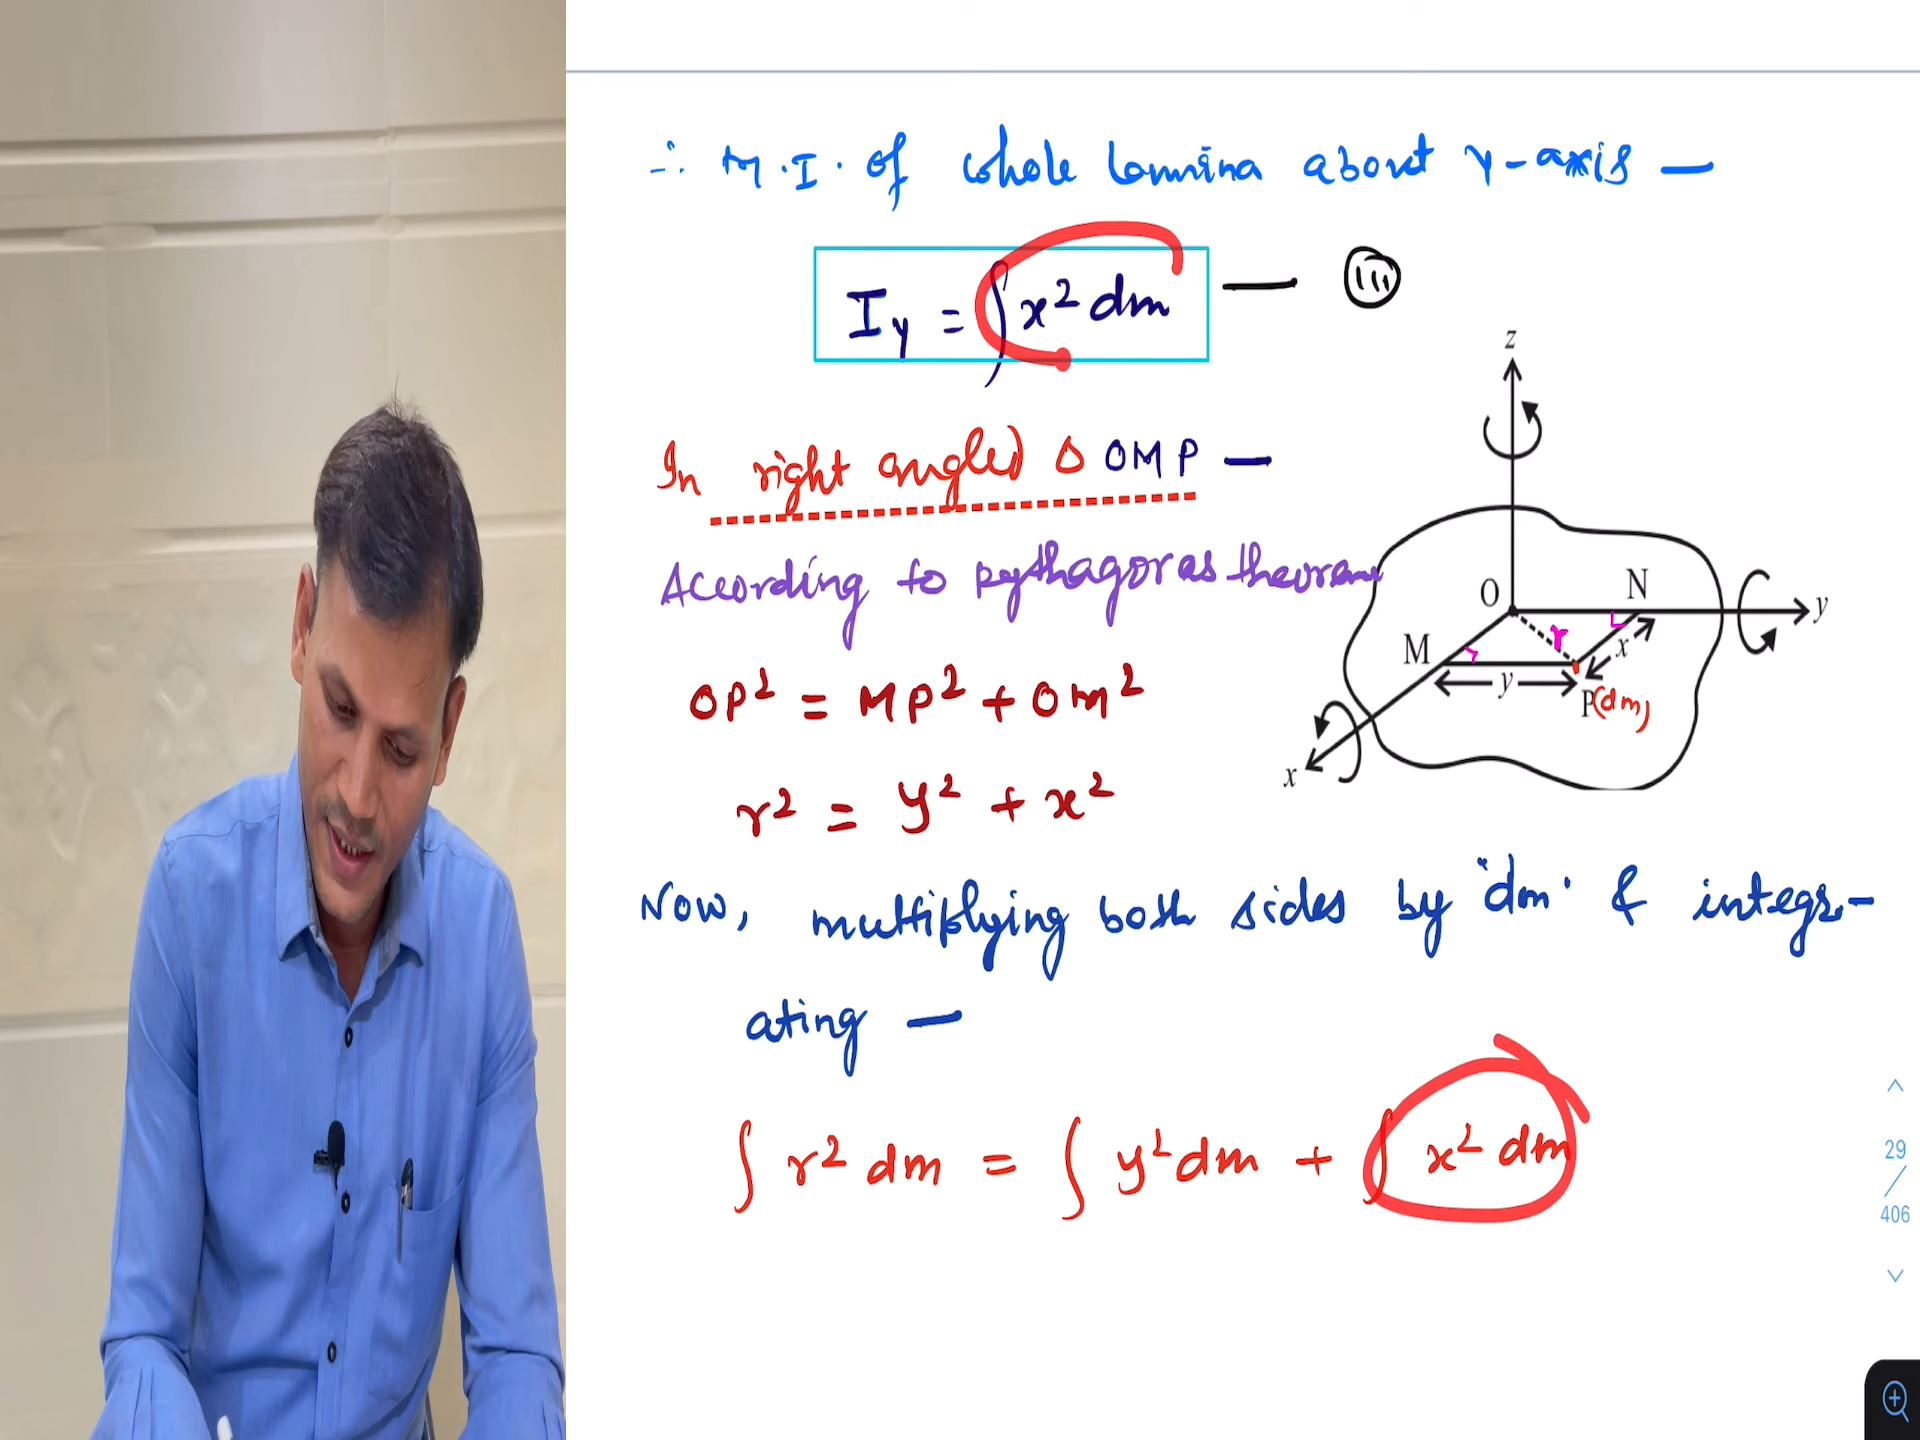 ∴ M.I. of whole lamina about Y-axis —
I_y = ∫ x² dm — (III)
In right angled Δ OMP —
According to pythagoras theorem
OP² = MP² + OM²
r² = y² + x²
Now, multiplying both sides by 'dm' & integr-
ating —
∫ r² dm = ∫ y² dm + ∫ x² dm
z
O
N
y
M
r
x
y
P(dm)
x
29
/
406